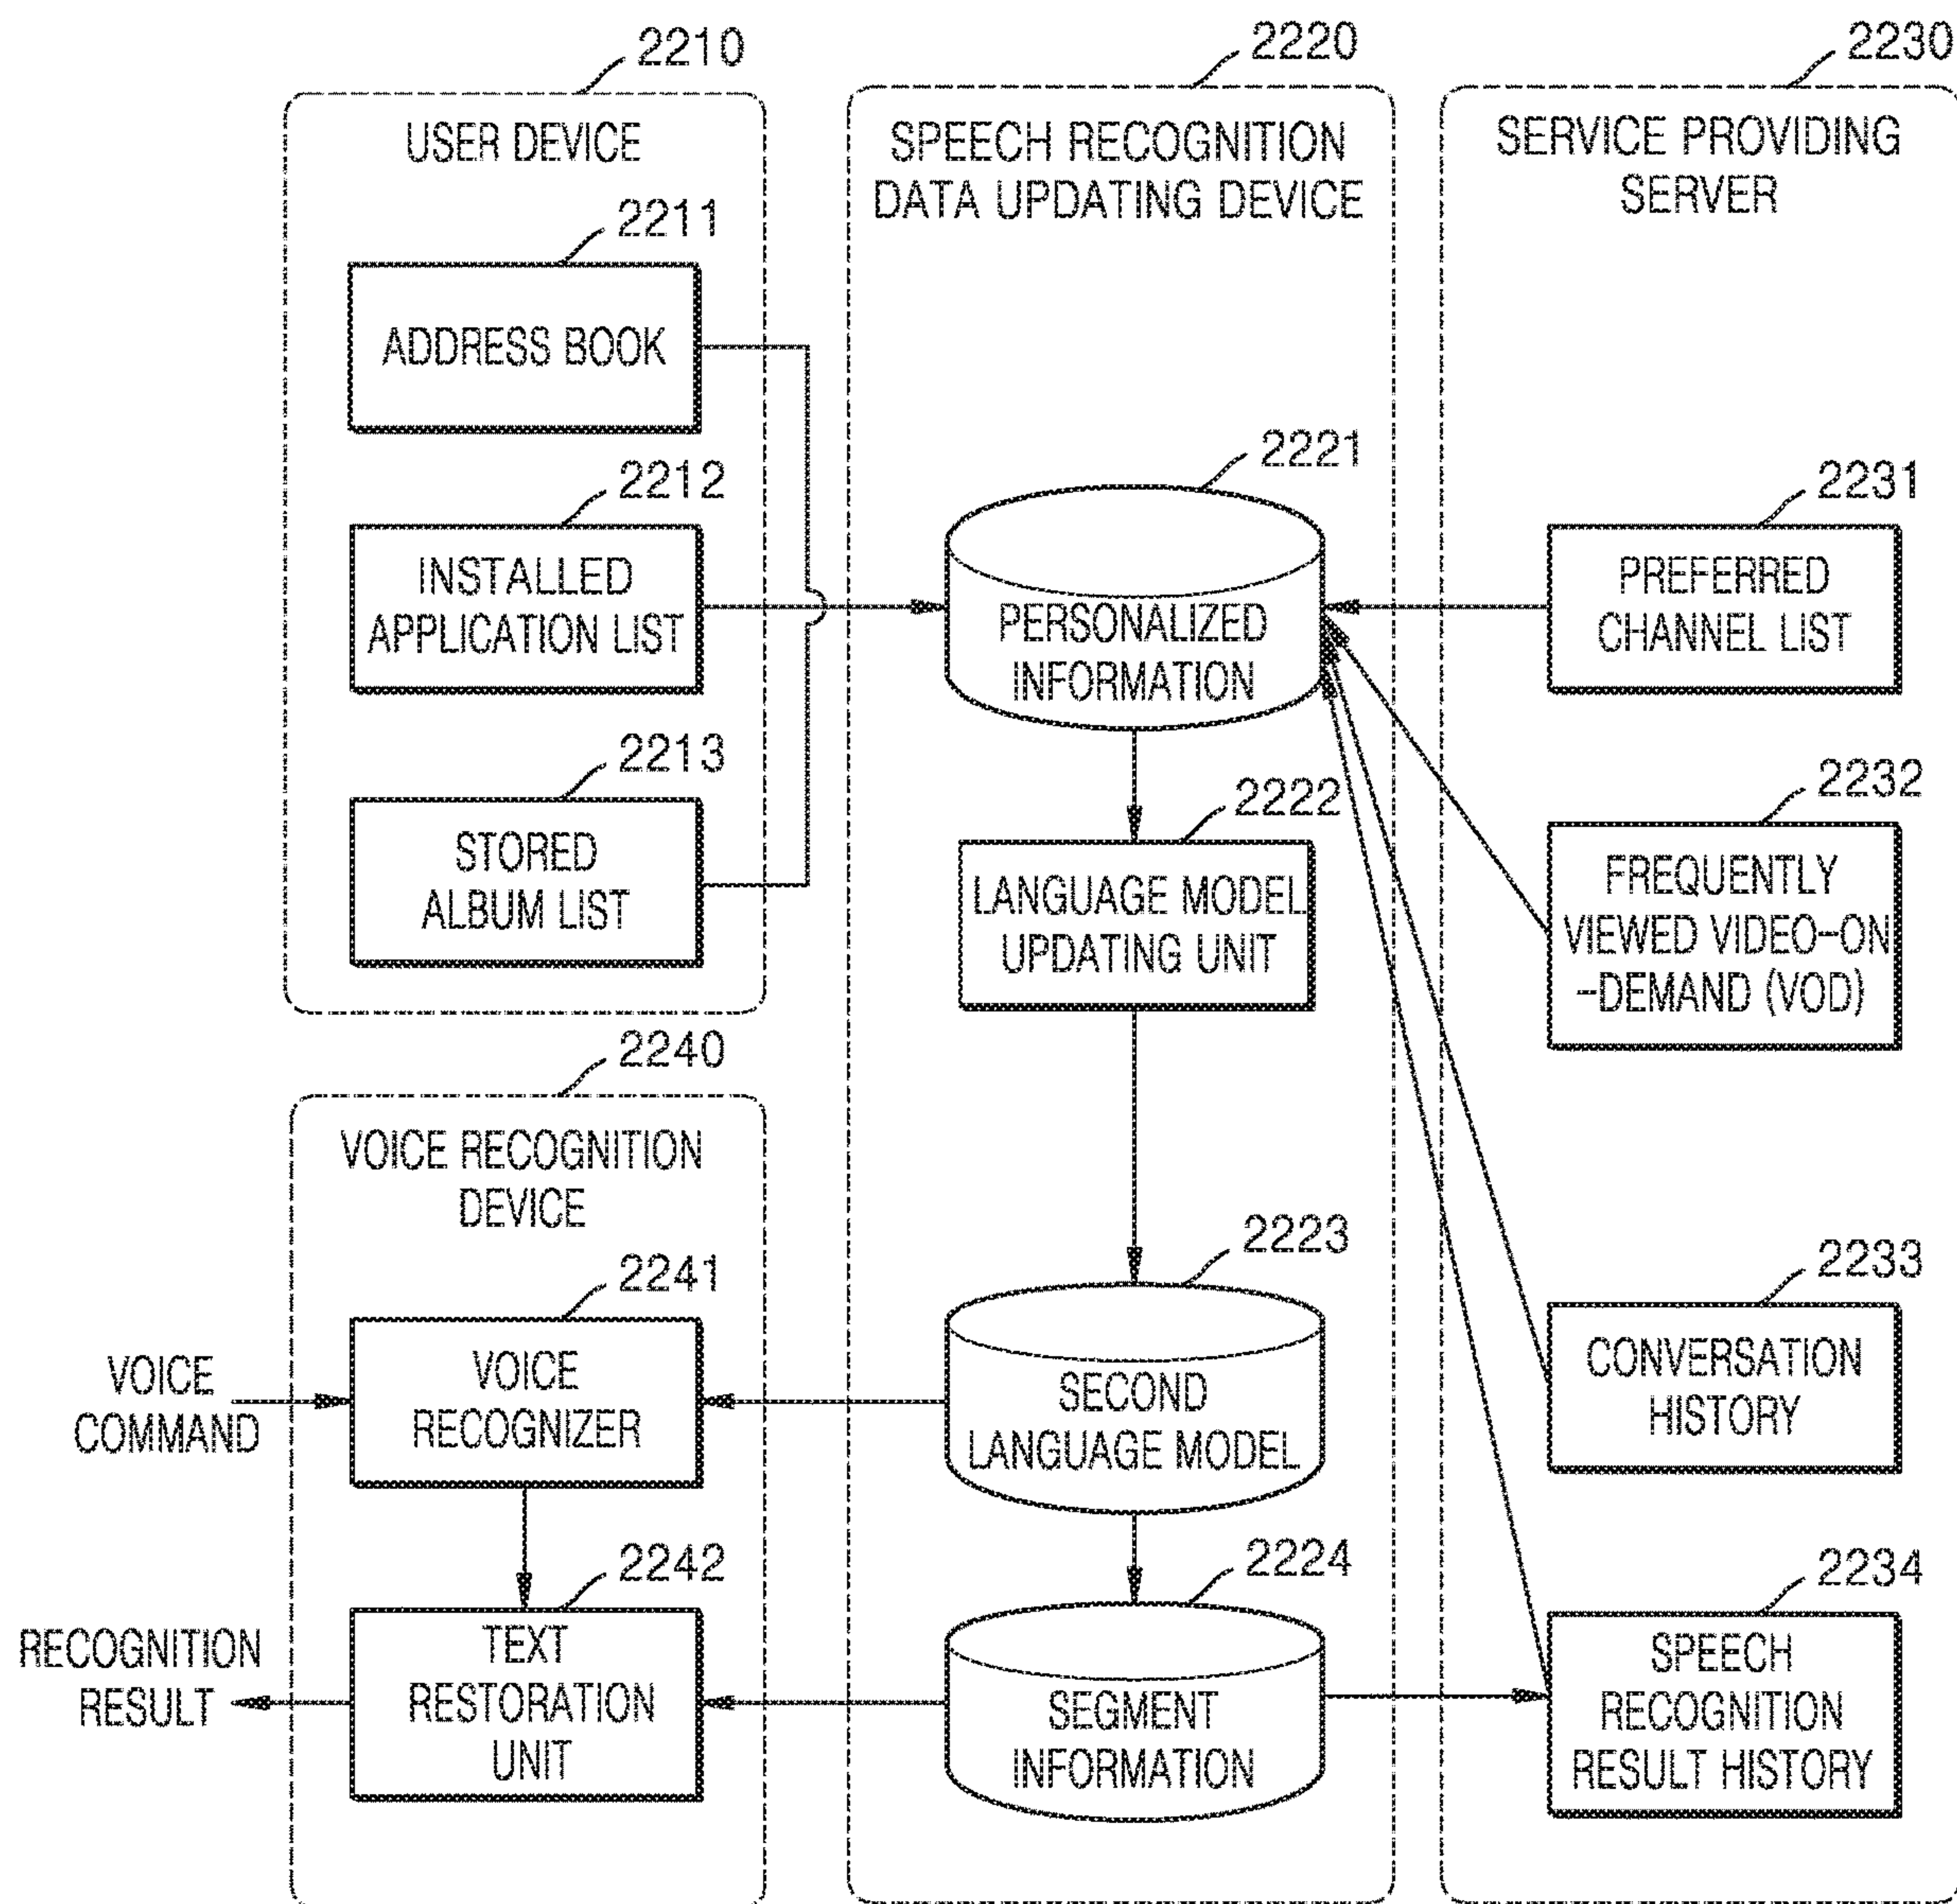 2210
USER DEVICE
2211
ADDRESS BOOK
2212
INSTALLED
APPLICATION LIST
2213
STORED
ALBUM LIST
2220
SPEECH RECOGNITION
DATA UPDATING DEVICE
2221
PERSONALIZED
INFORMATION
2222
LANGUAGE MODEL
UPDATING UNIT
2223
SECOND
LANGUAGE MODEL
2224
SEGMENT
INFORMATION
2230
SERVICE PROVIDING
SERVER
2231
PREFERRED
CHANNEL LIST
2232
FREQUENTLY
VIEWED VIDEO-ON
-DEMAND (VOD)
2233
CONVERSATION
HISTORY
2234
SPEECH
RECOGNITION
RESULT HISTORY
2240
VOICE RECOGNITION
DEVICE
2241
VOICE
RECOGNIZER
2242
TEXT
RESTORATION
UNIT
VOICE
COMMAND
RECOGNITION
RESULT